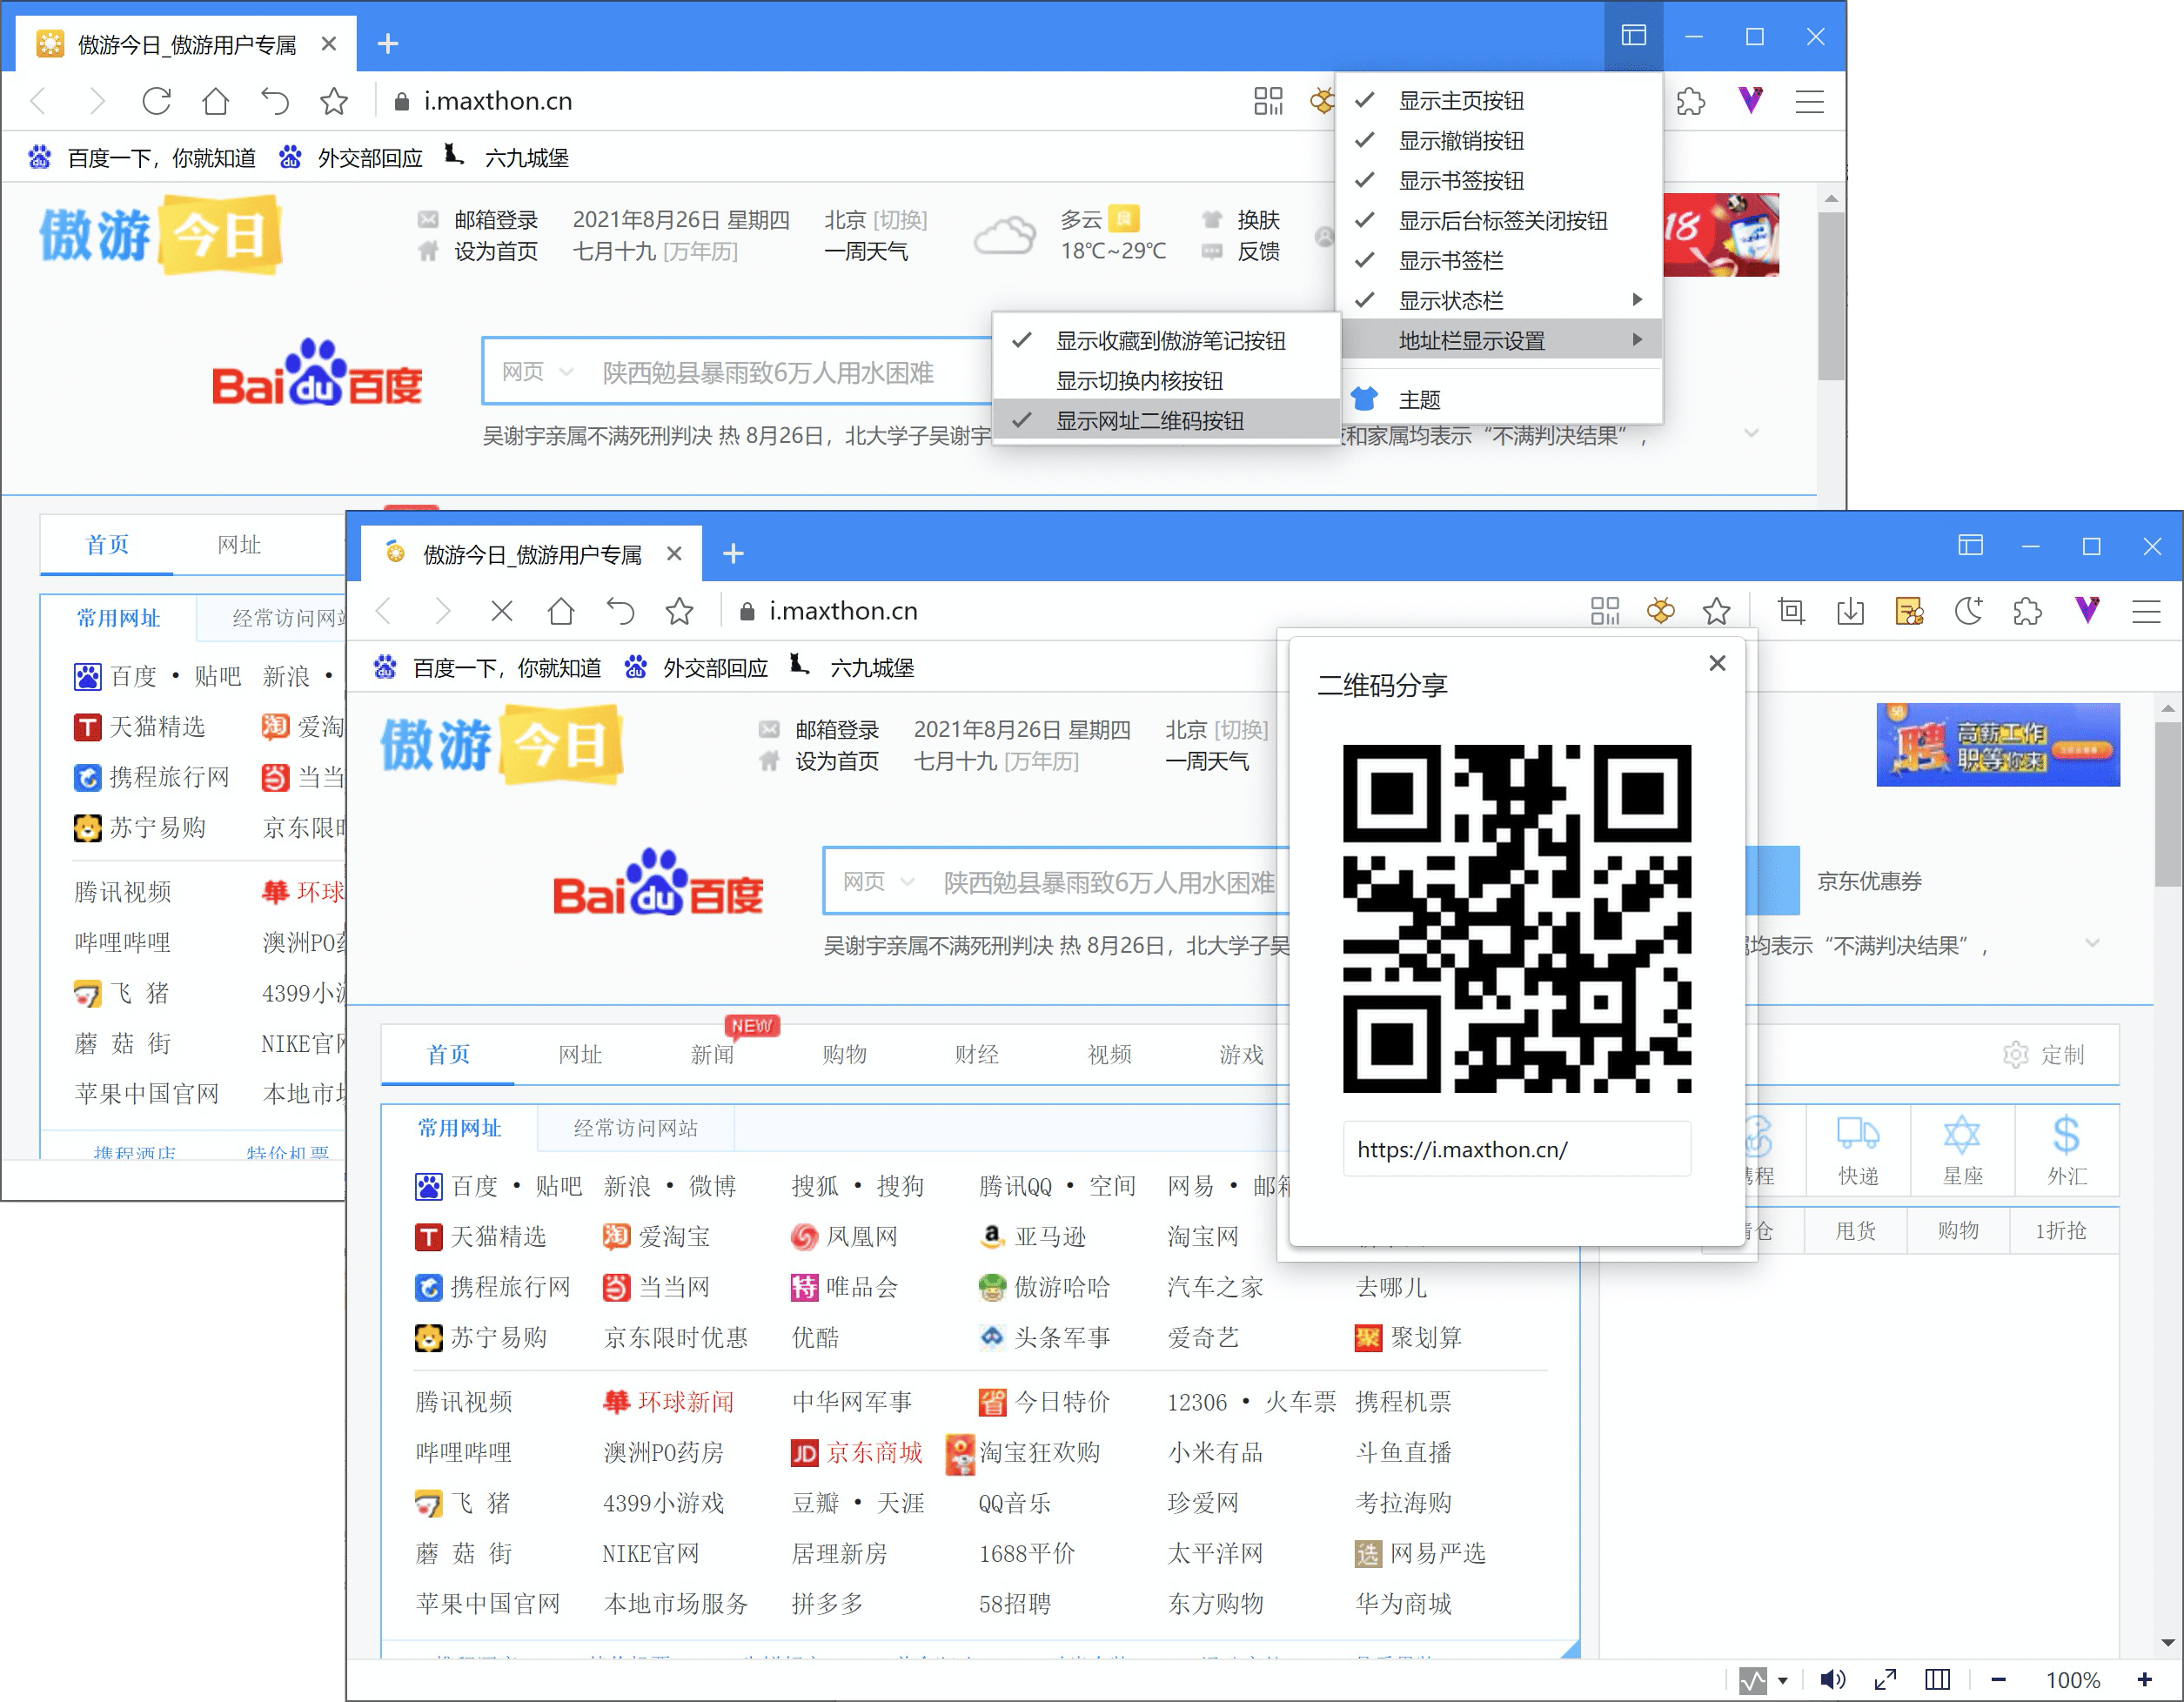 傲游今日_傲游用户专属
i.maxthon.cn
百度一下，你就知道 外交部回应 六九城堡
傲游今日
邮箱登录 2021年8月26日 星期四 北京 [切换] 多云 良 换肤
设为首页 七月十九 [万年历] 一周天气 18℃~29℃ 反馈
18
显示主页按钮
显示撤销按钮
显示书签按钮
显示后台标签关闭按钮
显示书签栏
显示状态栏
地址栏显示设置
主题
显示收藏到傲游笔记按钮
显示切换内核按钮
显示网址二维码按钮
Bai du 百度
网页 陕西勉县暴雨致6万人用水困难
吴谢宇亲属不满死刑判决 热 8月26日，北大学子吴谢宇
和家属均表示“不满判决结果”，
首页 网址
常用网址 经常访问网站
百度 • 贴吧 新浪 •
天猫精选 爱淘
携程旅行网 当当
苏宁易购 京东限时
腾讯视频 環球
哔哩哔哩 澳洲PO药
飞 猪 4399小游
蘑 菇 街 NIKE官网
苹果中国官网 本地市场
携程酒店 特价机票
傲游今日_傲游用户专属
i.maxthon.cn
百度一下，你就知道 外交部回应 六九城堡
傲游今日
邮箱登录 2021年8月26日 星期四 北京 [切换]
设为首页 七月十九 [万年历] 一周天气
58 聘 高薪工作
职等你来
Bai du 百度
网页 陕西勉县暴雨致6万人用水困难
京东优惠券
吴谢宇亲属不满死刑判决 热 8月26日，北大学子吴
均表示“不满判决结果”，
二维码分享
https://i.maxthon.cn/
NEW
首页 网址 新闻 购物 财经 视频 游戏
定制
常用网址 经常访问网站
携程 快递 星座 外汇
清仓 甩货 购物 1折抢
百度 • 贴吧 新浪 • 微博 搜狐 • 搜狗 腾讯QQ • 空间 网易 • 邮箱
天猫精选 淘 爱淘宝 凤凰网 亚马逊 淘宝网
携程旅行网 当 当当网 特 唯品会 傲游哈哈 汽车之家 去哪儿
苏宁易购 京东限时优惠 优酷 头条军事 爱奇艺 聚 聚划算
腾讯视频 華 环球新闻 中华网军事 省 今日特价 12306 • 火车票 携程机票
哔哩哔哩 澳洲PO药房 JD 京东商城 淘宝狂欢购 小米有品 斗鱼直播
飞 猪 4399小游戏 豆瓣 • 天涯 QQ音乐 珍爱网 考拉海购
蘑 菇 街 NIKE官网 居理新房 1688平价 太平洋网 选 网易严选
苹果中国官网 本地市场服务 拼多多 58招聘 东方购物 华为商城
100%